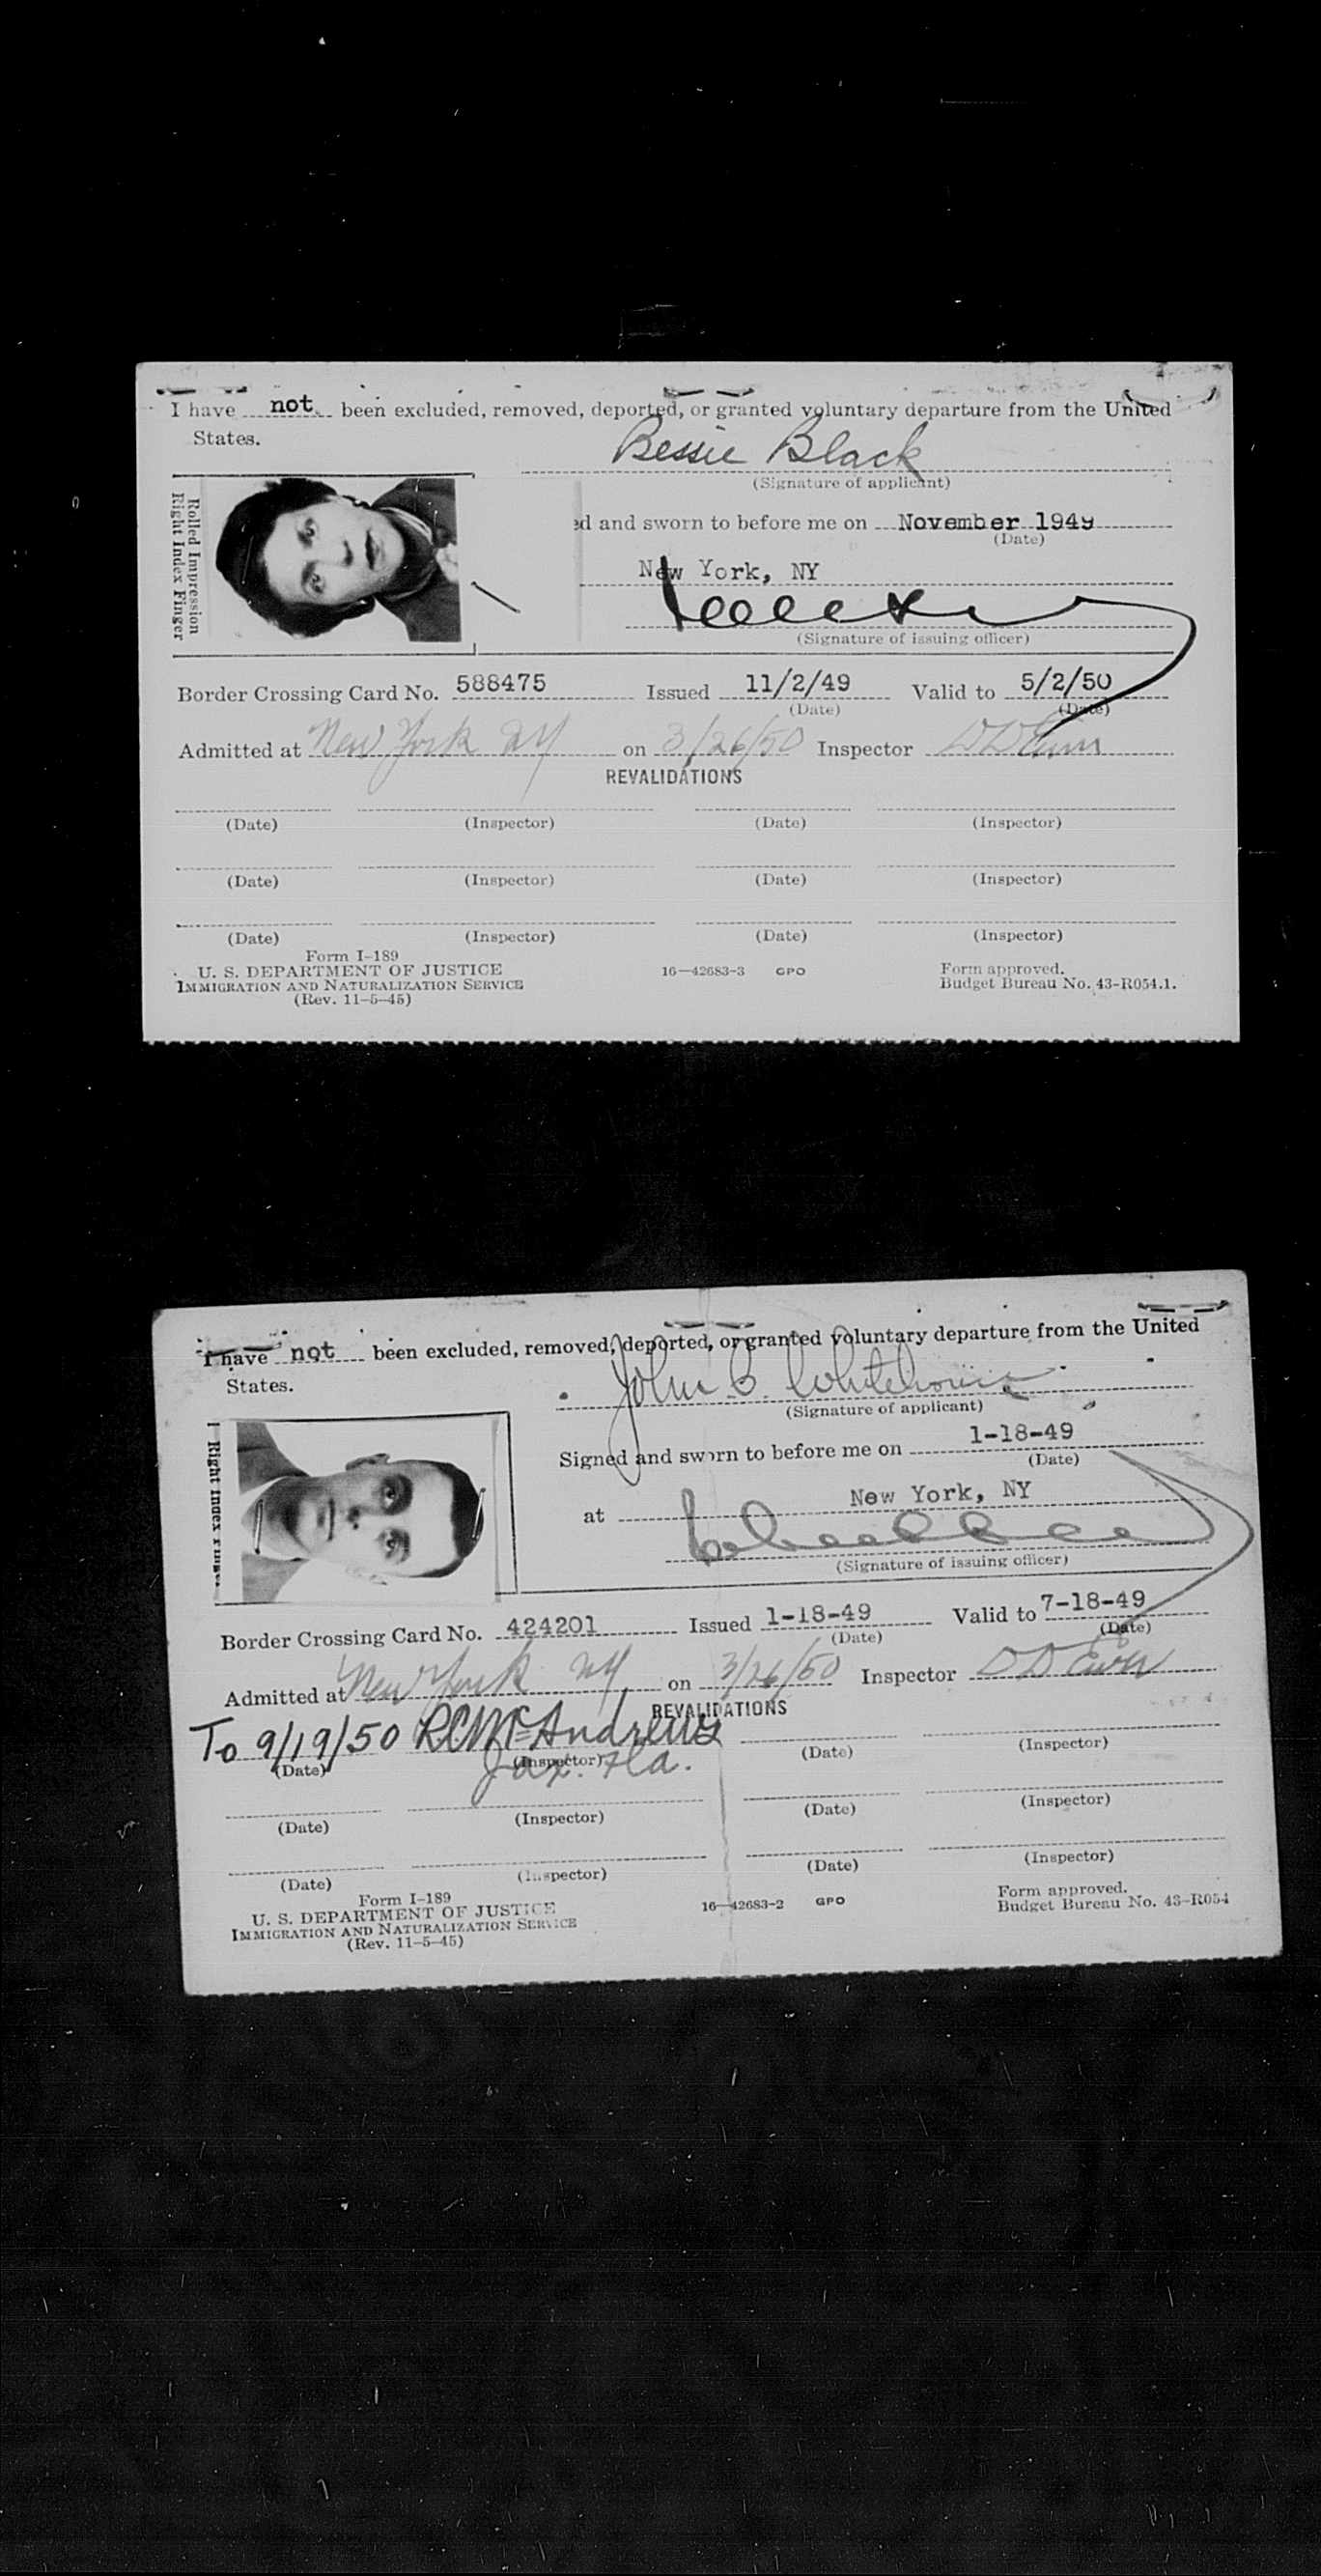 I have not been excluded, removed, deported, or granted voluntary departure from the United
States.
Bessie Black
(Signature of applicant)
Rolled Impression
Right Index Finger
ed and sworn to before me on November 1949
(Date)
New York, NY
(Signature of issuing officer)
Border Crossing Card No. 588475 Issued 11/2/49 Valid to 5/2/50
(Date) (Date)
Admitted at New York NY on 3/26/50 Inspector
REVALIDATIONS
(Date) (Inspector) (Date) (Inspector)
(Date) (Inspector) (Date) (Inspector)
(Date) (Inspector) (Date) (Inspector)
Form I-189
U. S. DEPARTMENT OF JUSTICE 16—42683-3 GPO Form approved.
IMMIGRATION AND NATURALIZATION SERVICE Budget Bureau No. 43-R054.1.
(Rev. 11-5-45)
I have not been excluded, removed, deported, or granted voluntary departure from the United
States.
John B. Whitehouse
(Signature of applicant)
Right Index
Signed and sworn to before me on 1-18-49
(Date)
at New York, NY
(Signature of issuing officer)
Border Crossing Card No. 424201 Issued 1-18-49 Valid to 7-18-49
(Date) (Date)
Admitted at New York NY on 3/26/50 Inspector
REVALIDATIONS
To 9/19/50 RC McAndrews
(Date) (Inspector) (Date) (Inspector)
Jax. Fla.
(Date) (Inspector) (Date) (Inspector)
(Date) (Inspector) (Date) (Inspector)
Form I-189
U. S. DEPARTMENT OF JUSTICE 16—42683-2 GPO Form approved.
IMMIGRATION AND NATURALIZATION SERVICE Budget Bureau No. 43-R054
(Rev. 11-5-45)